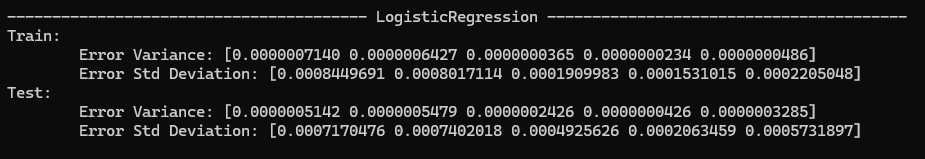 ---------------------------------------- LogisticRegression ----------------------------------------
Train:
        Error Variance: [0.0000007140 0.0000006427 0.0000000365 0.0000000234 0.0000000486]
        Error Std Deviation: [0.0008449691 0.0008017114 0.0001909983 0.0001531015 0.0002205048]
Test:
        Error Variance: [0.0000005142 0.0000005479 0.0000002426 0.0000000426 0.0000003285]
        Error Std Deviation: [0.0007170476 0.0007402018 0.0004925626 0.0002063459 0.0005731897]